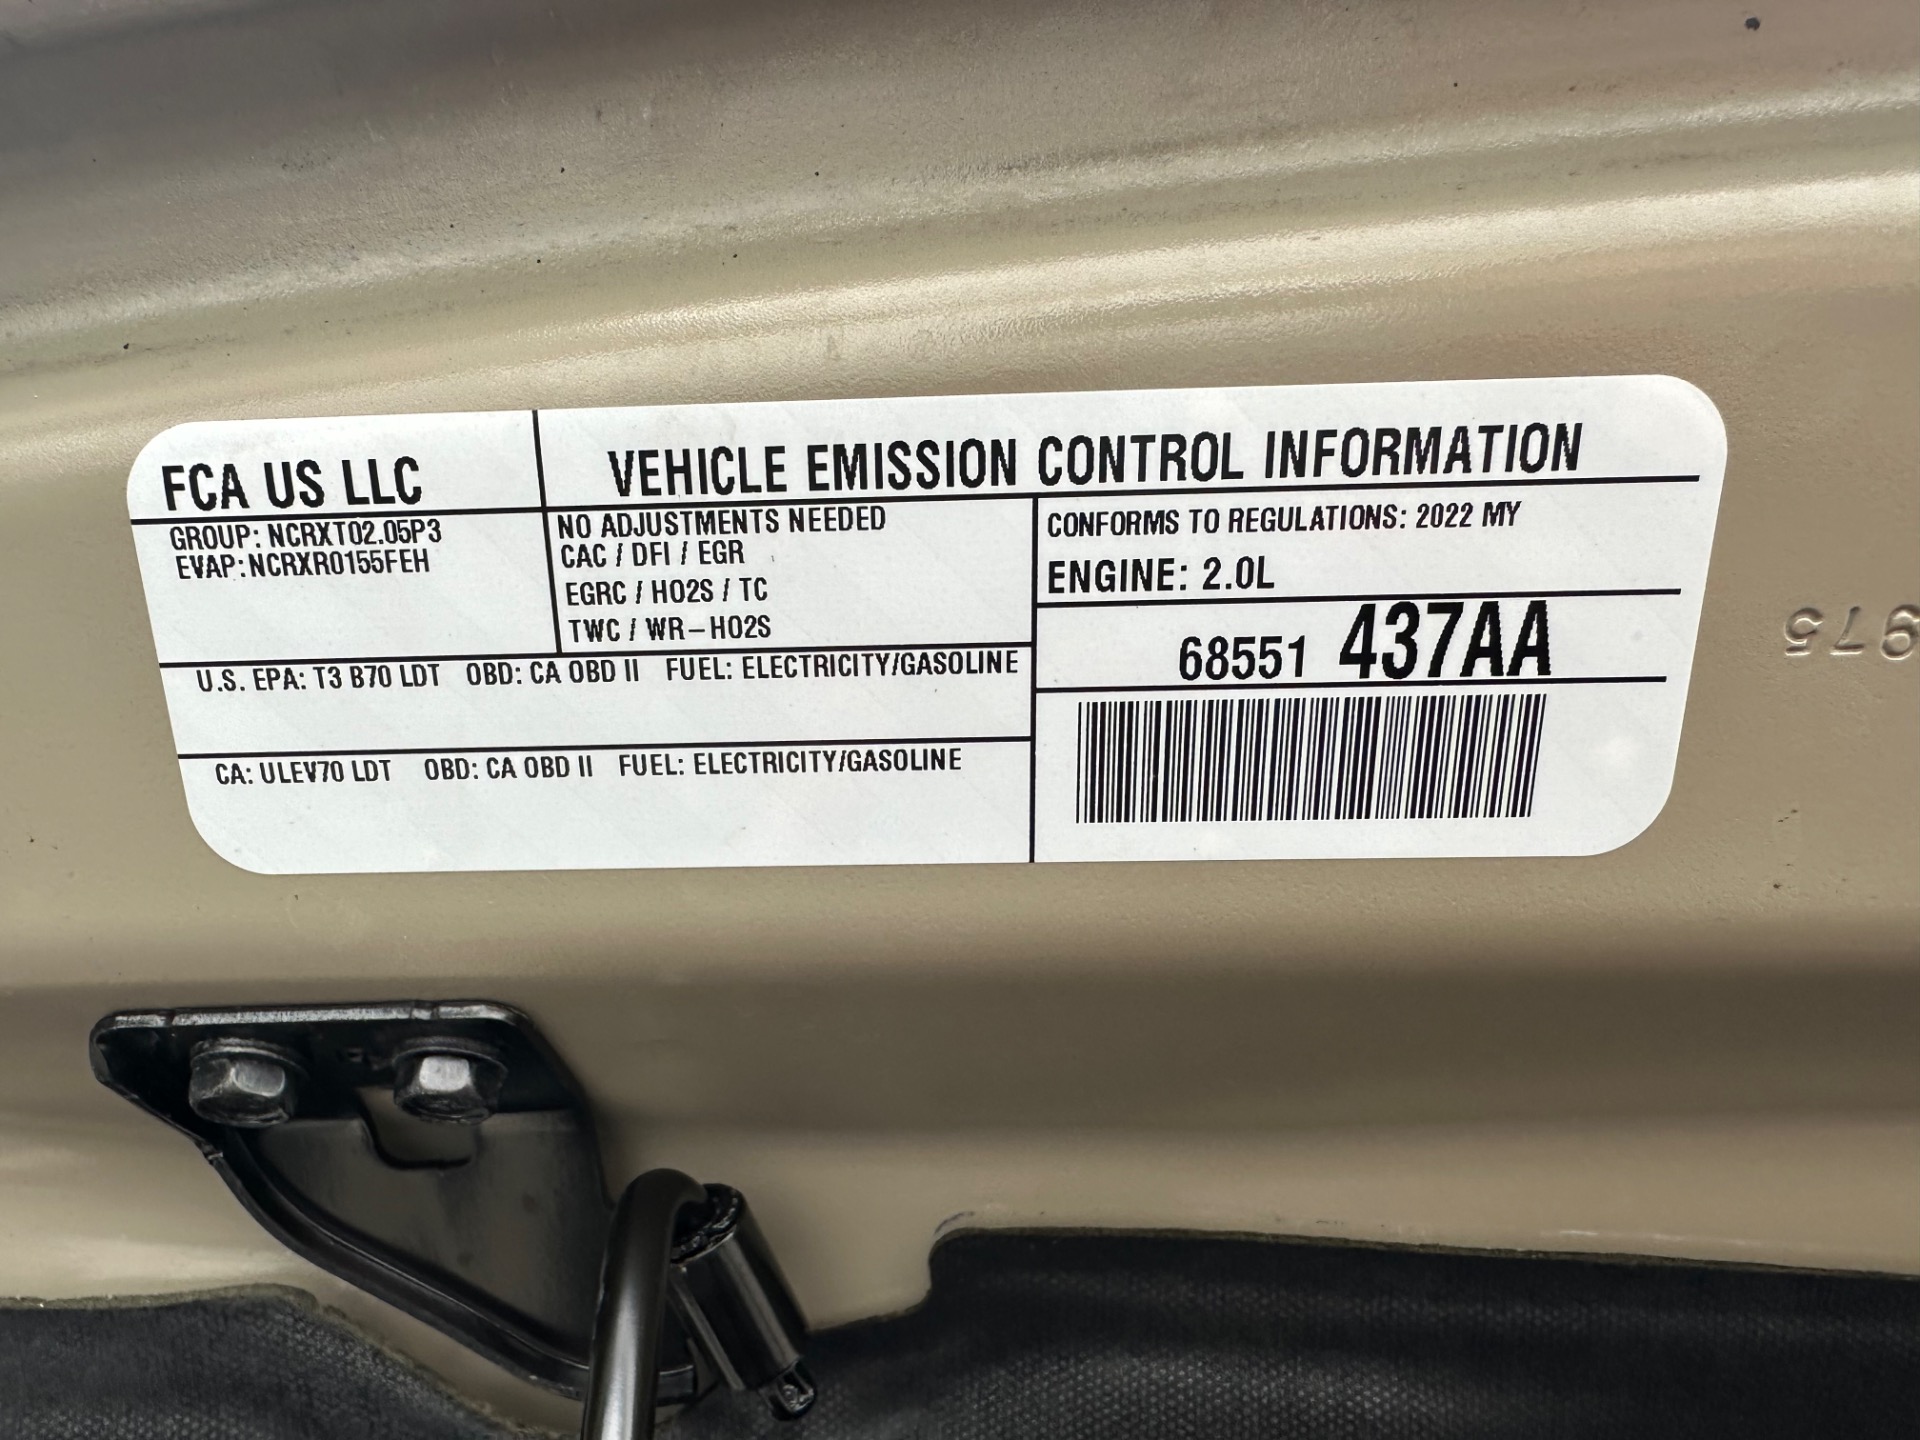 FCA US LLC
VEHICLE EMISSION CONTROL INFORMATION
GROUP: NCRXT02.05P3
EVAP: NCRXR0155FEH
NO ADJUSTMENTS NEEDED
CAC / DFI / EGR
EGRC / HO2S / TC
TWC / WR-HO2S
CONFORMS TO REGULATIONS: 2022 MY
ENGINE: 2.0L
68551 437AA
U.S. EPA: T3 B70 LDT OBD: CA OBD II FUEL: ELECTRICITY/GASOLINE
CA: ULEV70 LDT OBD: CA OBD II FUEL: ELECTRICITY/GASOLINE